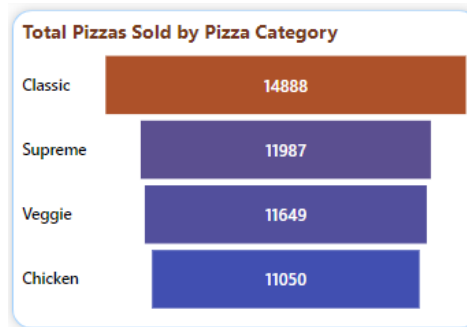 Total Pizzas Sold by Pizza Category
Classic 14888
Supreme 11987
Veggie 11649
Chicken 11050